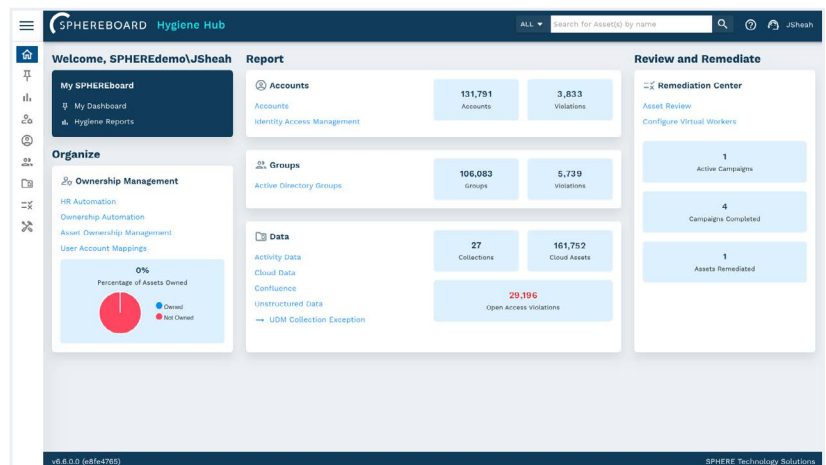 SPHEREBOARD Hygiene Hub
ALL
Search for Asset(s) by name
JSheah
Welcome, SPHEREdemo\JSheah
My SPHEREboard
My Dashboard
Hygiene Reports
Organize
Ownership Management
HR Automation
Ownership Automation
Asset Ownership Management
User Account Mappings
0%
Percentage of Assets Owned
Owned
Not Owned
Report
Accounts
Accounts
Identity Access Management
131,791
Accounts
3,833
Violations
Groups
Active Directory Groups
106,083
Groups
5,739
Violations
Data
Activity Data
Cloud Data
Confluence
Unstructured Data
→ UDM Collection Exception
27
Collections
161,752
Cloud Assets
29,196
Open Access Violations
Review and Remediate
Remediation Center
Asset Review
Configure Virtual Workers
1
Active Campaigns
4
Campaigns Completed
1
Assets Remediated
v6.6.0.0 (e8fe4765)
SPHERE Technology Solutions